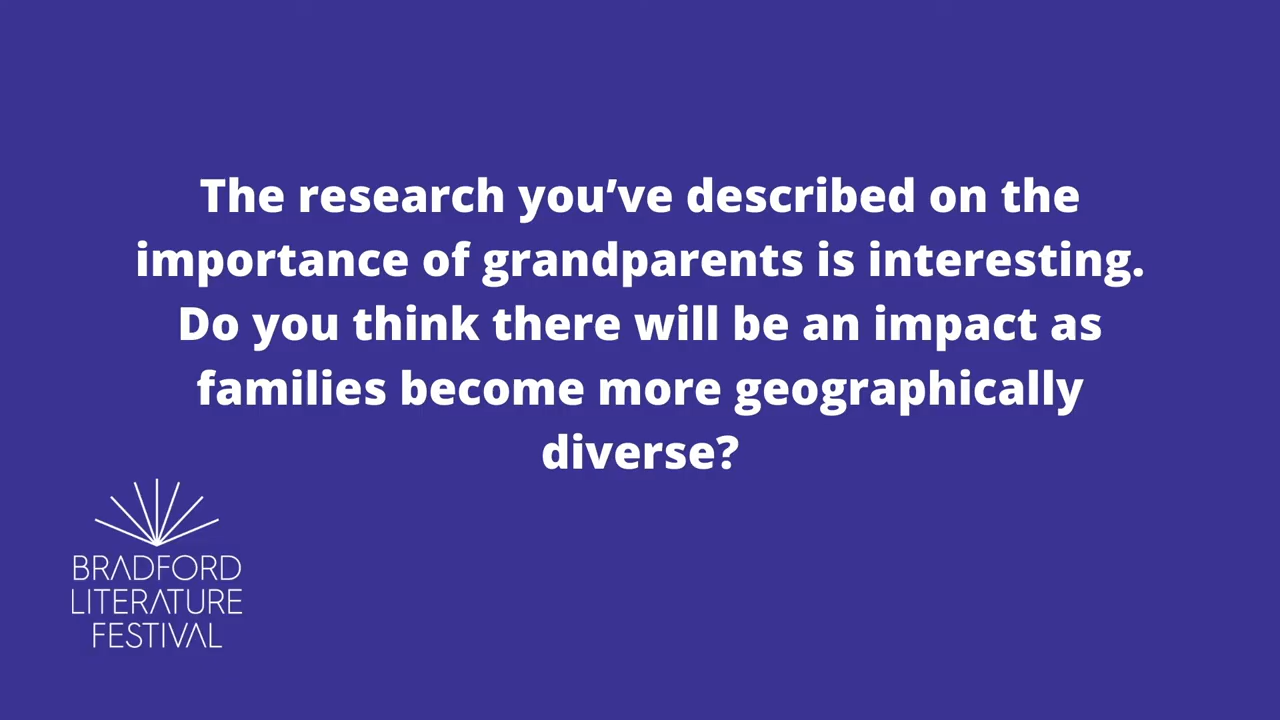 The research you’ve described on the
importance of grandparents is interesting.
Do you think there will be an impact as
families become more geographically
diverse?
BRADFORD
LITERATURE
FESTIVAL